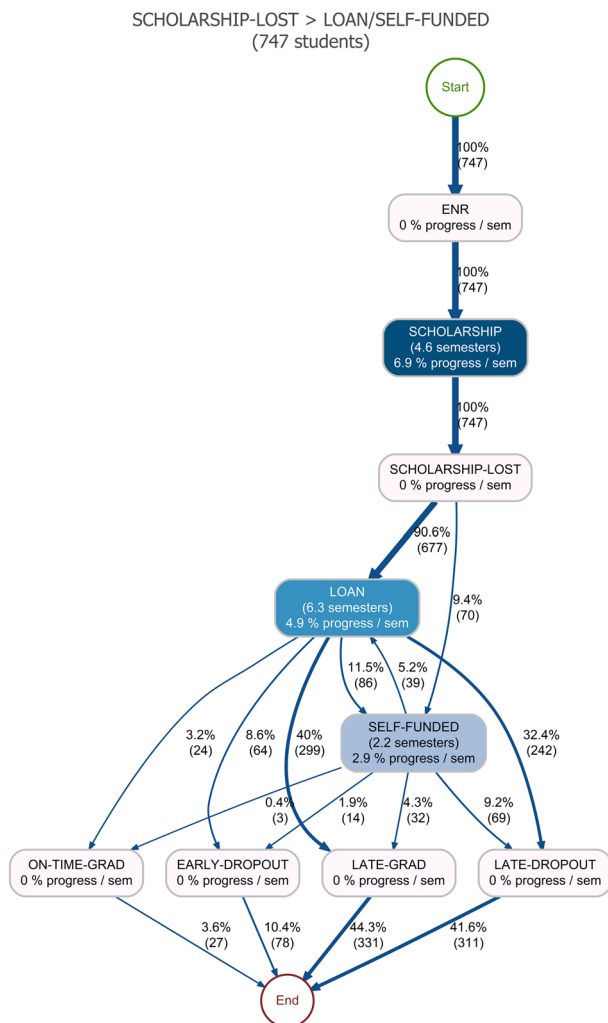 SCHOLARSHIP-LOST > LOAN/SELF-FUNDED
(747 students)
Start
100%
(747)
ENR
0 % progress / sem
100%
(747)
SCHOLARSHIP
(4.6 semesters)
6.9 % progress / sem
100%
(747)
SCHOLARSHIP-LOST
0 % progress / sem
90.6%
(677)
9.4%
(70)
LOAN
(6.3 semesters)
4.9 % progress / sem
11.5%
(86)
5.2%
(39)
SELF-FUNDED
(2.2 semesters)
2.9 % progress / sem
3.2%
(24)
8.6%
(64)
40%
(299)
32.4%
(242)
0.4%
(3)
1.9%
(14)
4.3%
(32)
9.2%
(69)
ON-TIME-GRAD
0 % progress / sem
EARLY-DROPOUT
0 % progress / sem
LATE-GRAD
0 % progress / sem
LATE-DROPOUT
0 % progress / sem
3.6%
(27)
10.4%
(78)
44.3%
(331)
41.6%
(311)
End